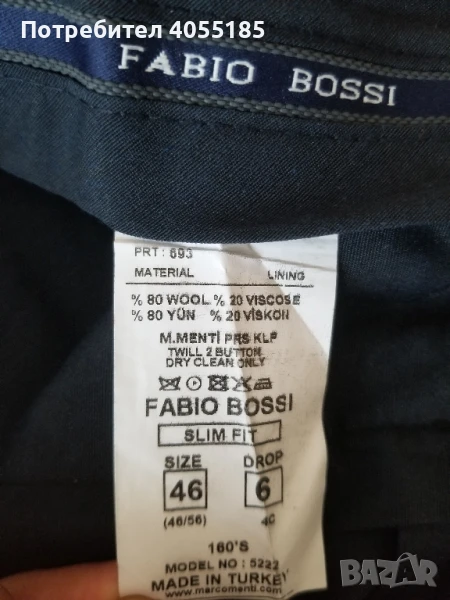 Потребител 4055185
FABIO BOSSI
PRT: 693
MATERIAL LINING
% 80 WOOL % 20 VISCOSE
% 80 YÜN % 20 VİSKON
M.MENTİ PRS KLP
TWILL 2 BUTTON
DRY CLEAN ONLY
FABIO BOSSI
SLIM FIT
SIZE DROP
46 6
(46/56) 4C
160'S
MODEL NO: 5222
MADE IN TURKEY
www.marcomenti.com
BAZAR